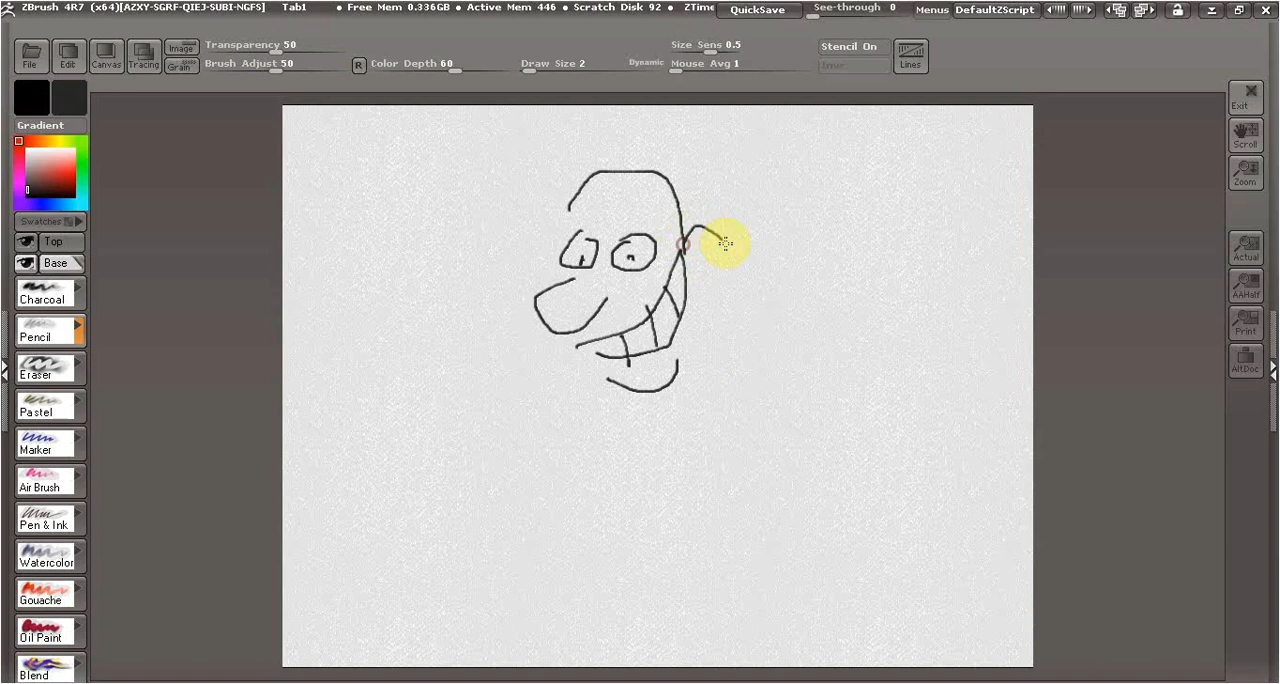 ZBrush 4R7 (x64)[AZXY-SGRF-QIEJ-SUBI-NGFS] Tab1 • Free Mem 0.336GB • Active Mem 446 • Scratch Disk 92 • ZTime QuickSave See-through 0 Menus DefaultZScript
Transparency 50 Size Sens 0.5
File Edit Canvas Tracing Image Grain Brush Adjust 50 R Color Depth 60 Draw Size 2 Dynamic Mouse Avg 1 Stencil On Invr Lines
Gradient
Swatches
Top
Base
Charcoal
Pencil
Eraser
Pastel
Marker
Air Brush
Pen & Ink
Watercolor
Gouache
Oil Paint
Blend
Exit
Scroll
Zoom
Actual
AAHalf
Print
AltDoc